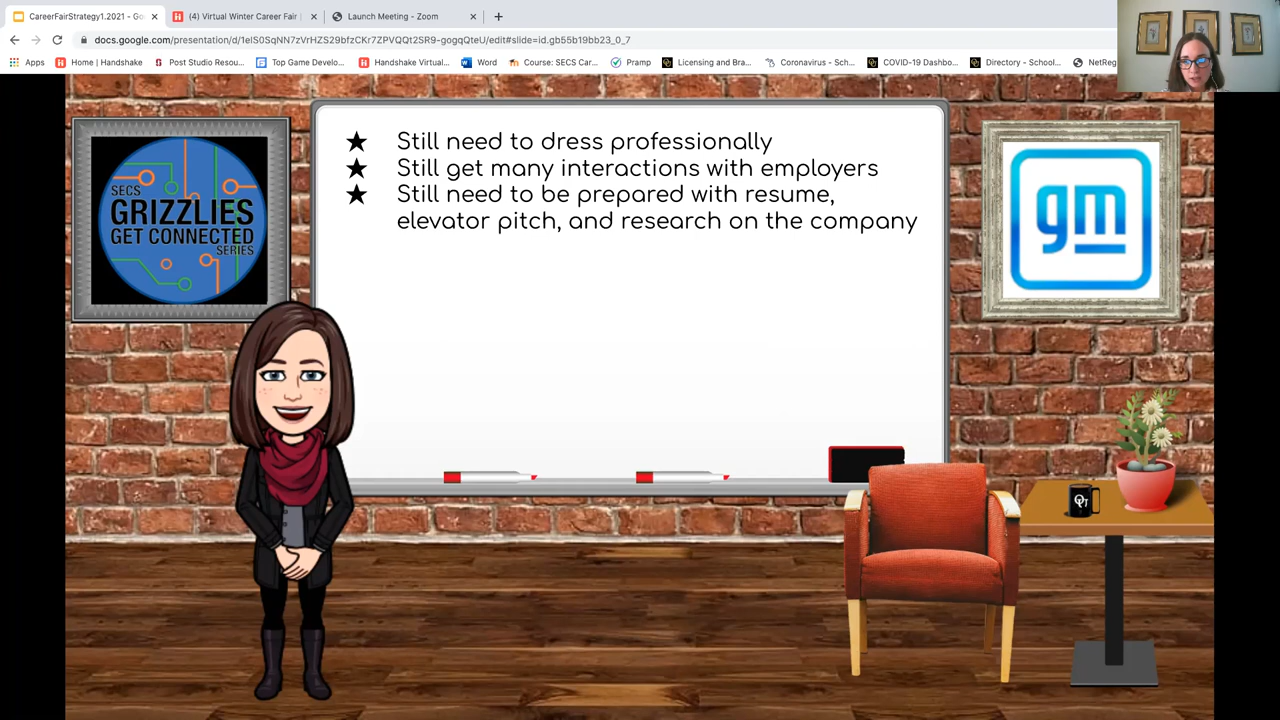 CareerFairStrategy1.2021 - Go
(4) Virtual Winter Career Fair |
Launch Meeting - Zoom
docs.google.com/presentation/d/1eIS0SqNN7zVrHZS29bfzCKr7ZPVQQt2SR9-gogqQteU/edit#slide=id.gb55b19bb23_0_7
Apps
Home | Handshake
Post Studio Resou...
Top Game Develo...
Handshake Virtual...
Word
Course: SECS Car...
Pramp
Licensing and Bra...
Coronavirus - Sch...
COVID-19 Dashbo...
Directory - School...
NetReg
★ Still need to dress professionally
★ Still get many interactions with employers
★ Still need to be prepared with resume,
elevator pitch, and research on the company
SECS
GRIZZLIES
GET CONNECTED
SERIES
gm